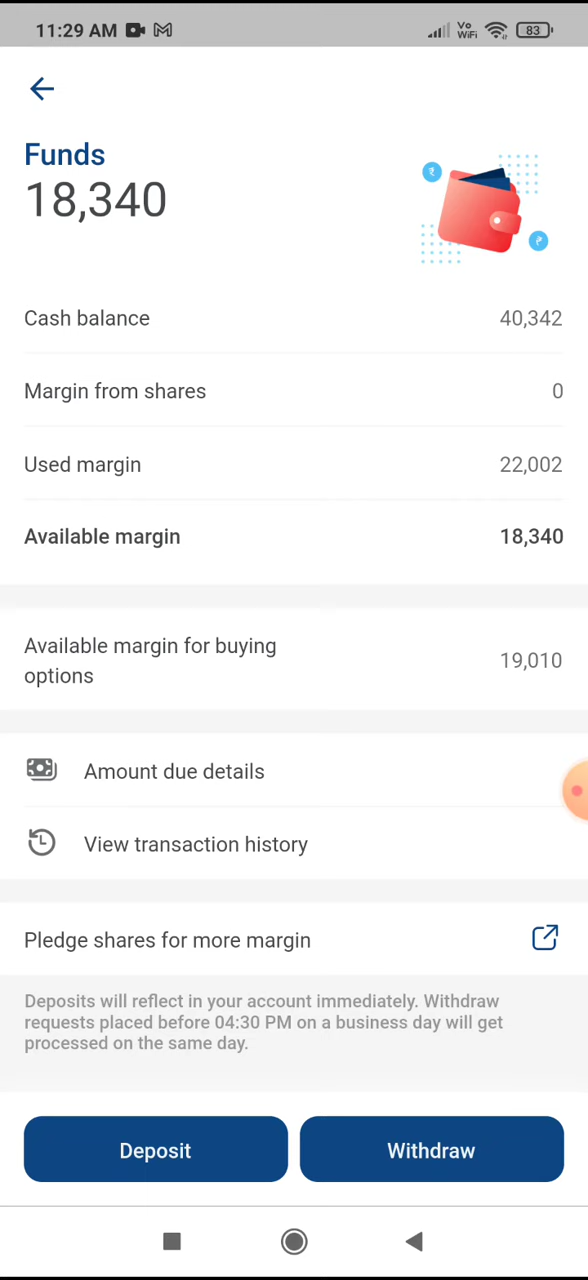 11:29 AM
Vo
WiFi
83
Funds
18,340
₹
₹
Cash balance 40,342
Margin from shares 0
Used margin 22,002
Available margin 18,340
Available margin for buying
options 19,010
Amount due details
View transaction history
Pledge shares for more margin
Deposits will reflect in your account immediately. Withdraw
requests placed before 04:30 PM on a business day will get
processed on the same day.
Deposit Withdraw